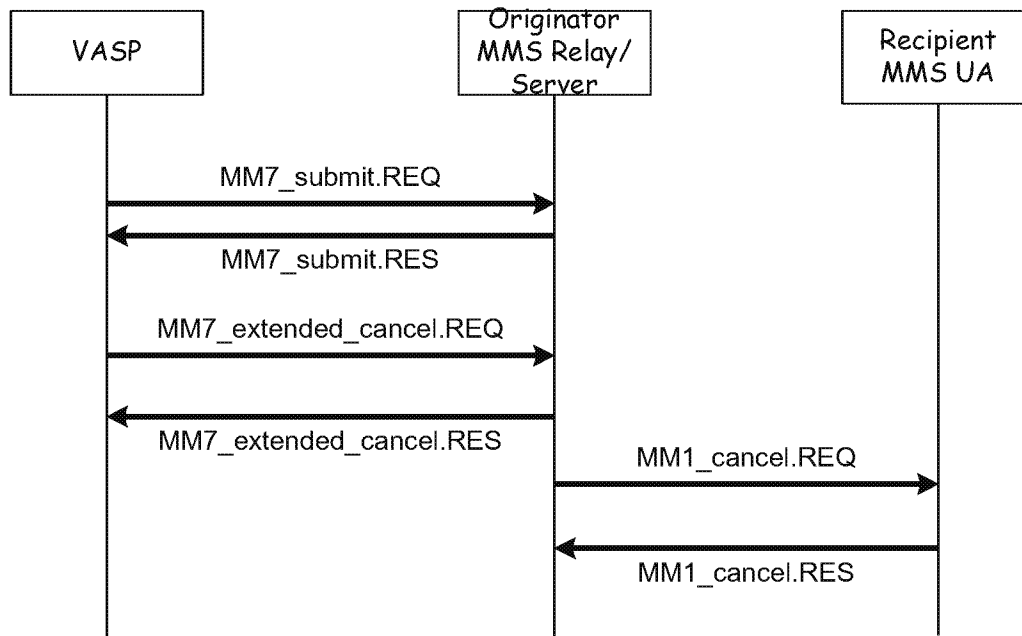 VASP
Originator
MMS Relay/
Server
Recipient
MMS UA
MM7_submit.REQ
MM7_submit.RES
MM7_extended_cancel.REQ
MM7_extended_cancel.RES
MM1_cancel.REQ
MM1_cancel.RES